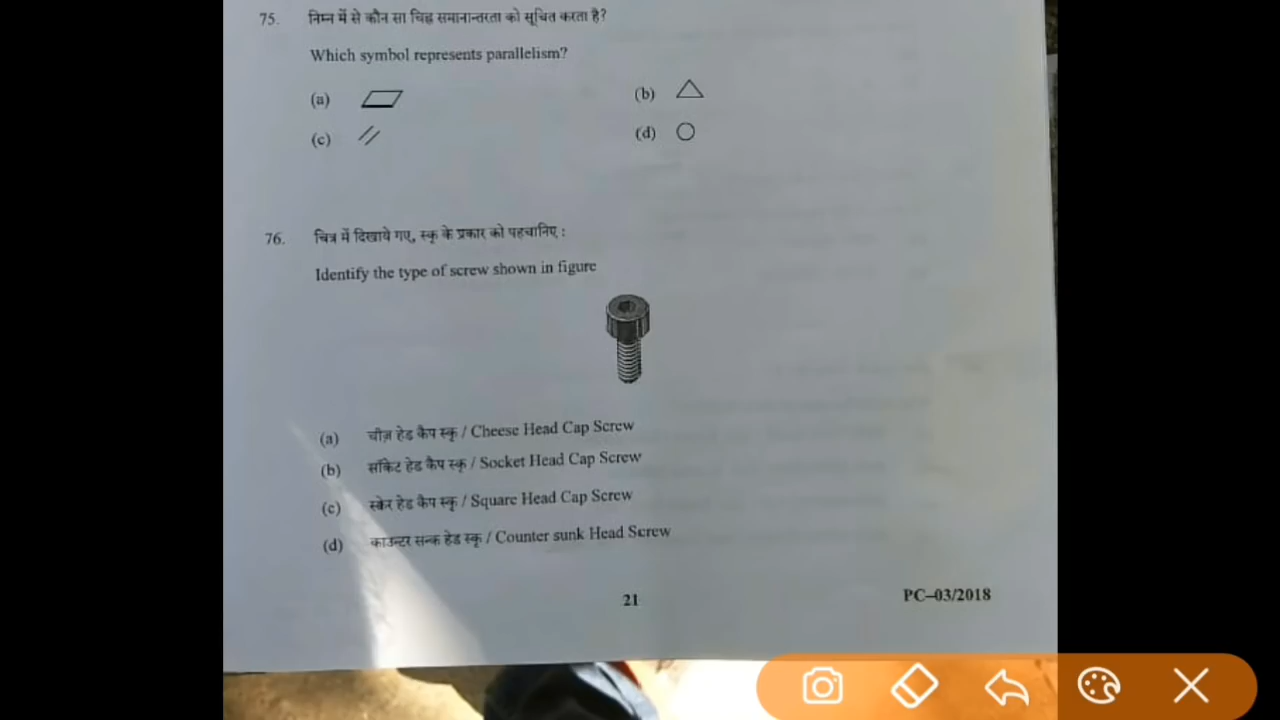 75. निम्न में से कौन सा चिह्न समानान्तरता को सूचित करता है?
Which symbol represents parallelism?
(a)
(b)
(c)
(d)
76. चित्र में दिखाये गए, स्कृ के प्रकार को पहचानिए :
Identify the type of screw shown in figure
(a) चीज़ हेड कैप स्कृ / Cheese Head Cap Screw
(b) सॉकेट हेड कैप स्कृ / Socket Head Cap Screw
(c) स्केर हेड कैप स्कृ / Square Head Cap Screw
(d) काउन्टर सन्क हेड स्कृ / Counter sunk Head Screw
21
PC–03/2018